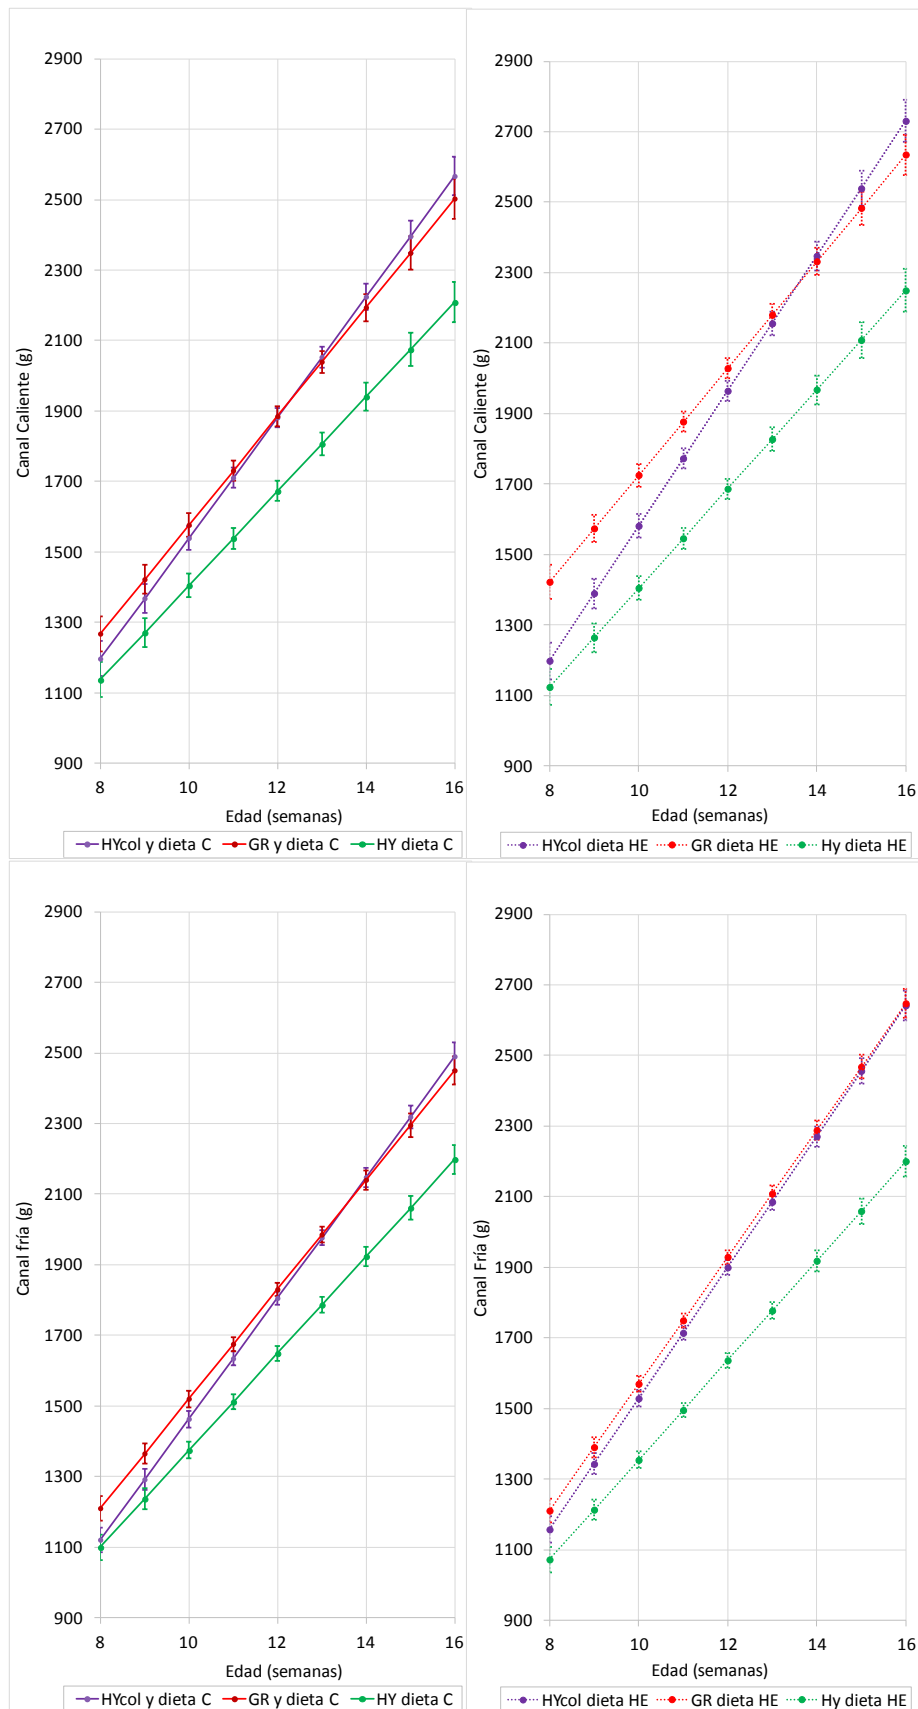 2900
2700
2500
2300
2100
1900
1700
1500
1300
1100
900
Canal Caliente (g)
8 10 12 14 16
Edad (semanas)
HYcol y dieta C GR y dieta C HY dieta C
2900
2700
2500
2300
2100
1900
1700
1500
1300
1100
900
Canal Caliente (g)
8 10 12 14 16
Edad (semanas)
HYcol dieta HE GR dieta HE Hy dieta HE
2900
2700
2500
2300
2100
1900
1700
1500
1300
1100
900
Canal fría (g)
8 10 12 14 16
Edad (semanas)
HYcol y dieta C GR y dieta C HY dieta C
2900
2700
2500
2300
2100
1900
1700
1500
1300
1100
900
Canal Fría (g)
8 10 12 14 16
Edad (semanas)
HYcol dieta HE GR dieta HE Hy dieta HE